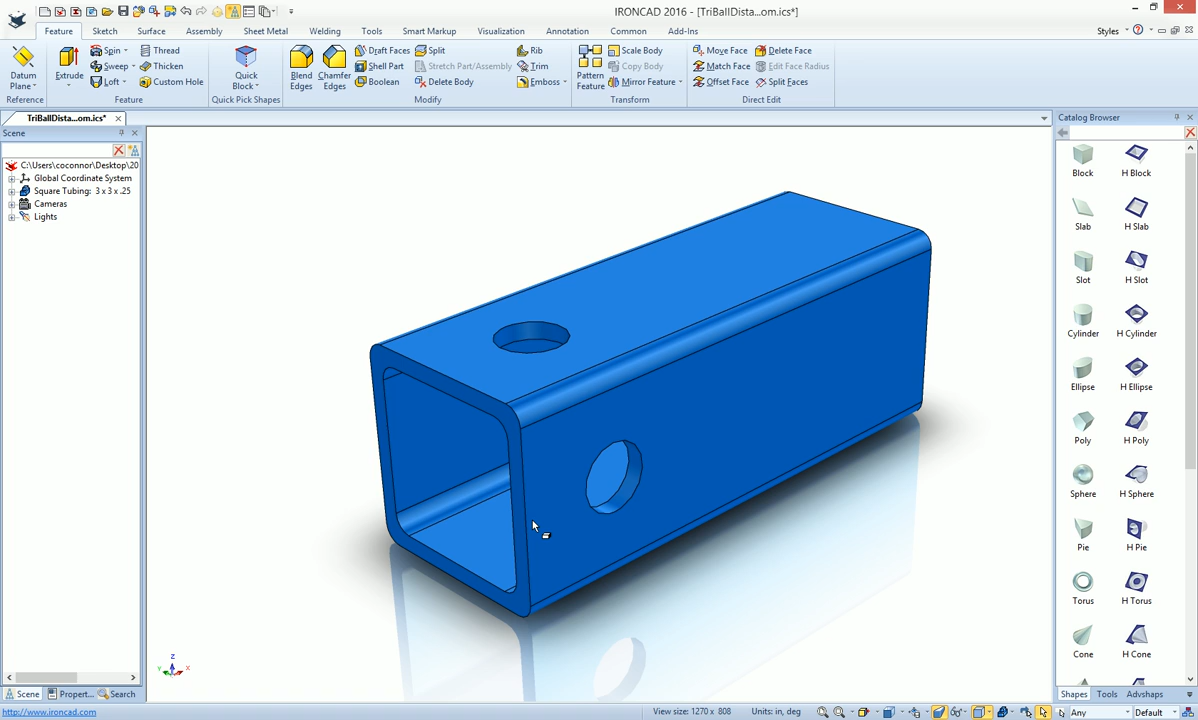 IRONCAD 2016 - [TriBallDista...om.ics*]
Feature Sketch Surface Assembly Sheet Metal Welding Tools Smart Markup Visualization Annotation Common Add-Ins Styles
Datum Plane Reference
Extrude Spin Sweep Loft Thread Thicken Custom Hole Feature
Quick Block Quick Pick Shapes
Blend Edges Chamfer Edges Draft Faces Shell Part Boolean Split Stretch Part/Assembly Delete Body Rib Trim Emboss Modify
Pattern Feature Scale Body Copy Body Mirror Feature Transform
Move Face Match Face Offset Face Delete Face Edit Face Radius Split Faces Direct Edit
TriBallDista...om.ics*
Scene
C:\Users\coconnor\Desktop\20
Global Coordinate System
Square Tubing: 3 x 3 x .25
Cameras
Lights
Z
Y X
Catalog Browser
Block H Block
Slab H Slab
Slot H Slot
Cylinder H Cylinder
Ellipse H Ellipse
Poly H Poly
Sphere H Sphere
Pie H Pie
Torus H Torus
Cone H Cone
Scene Propert... Search
Shapes Tools Advshaps
http://www.ironcad.com
View size: 1270 x 808 Units: in, deg
Any Default